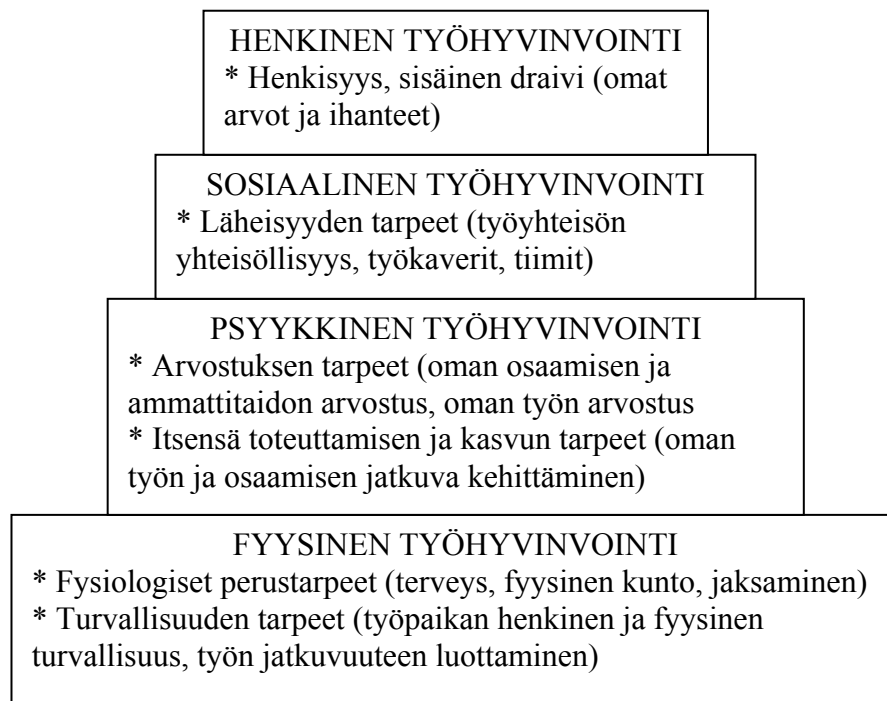 HENKINEN TYÖHYVINVOINTI
* Henkisyys, sisäinen draivi (omat
arvot ja ihanteet)
SOSIAALINEN TYÖHYVINVOINTI
* Läheisyyden tarpeet (työyhteisön
yhteisöllisyys, työkaverit, tiimit)
PSYYKKINEN TYÖHYVINVOINTI
* Arvostuksen tarpeet (oman osaamisen ja
ammattitaidon arvostus, oman työn arvostus
* Itsensä toteuttamisen ja kasvun tarpeet (oman
työn ja osaamisen jatkuva kehittäminen)
FYYSINEN TYÖHYVINVOINTI
* Fysiologiset perustarpeet (terveys, fyysinen kunto, jaksaminen)
* Turvallisuuden tarpeet (työpaikan henkinen ja fyysinen
turvallisuus, työn jatkuvuuteen luottaminen)